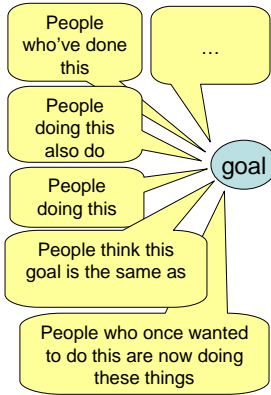 People
who've done
this
…
People
doing this
also do
goal
People
doing this
People think this
goal is the same as
People who once wanted
to do this are now doing
these things